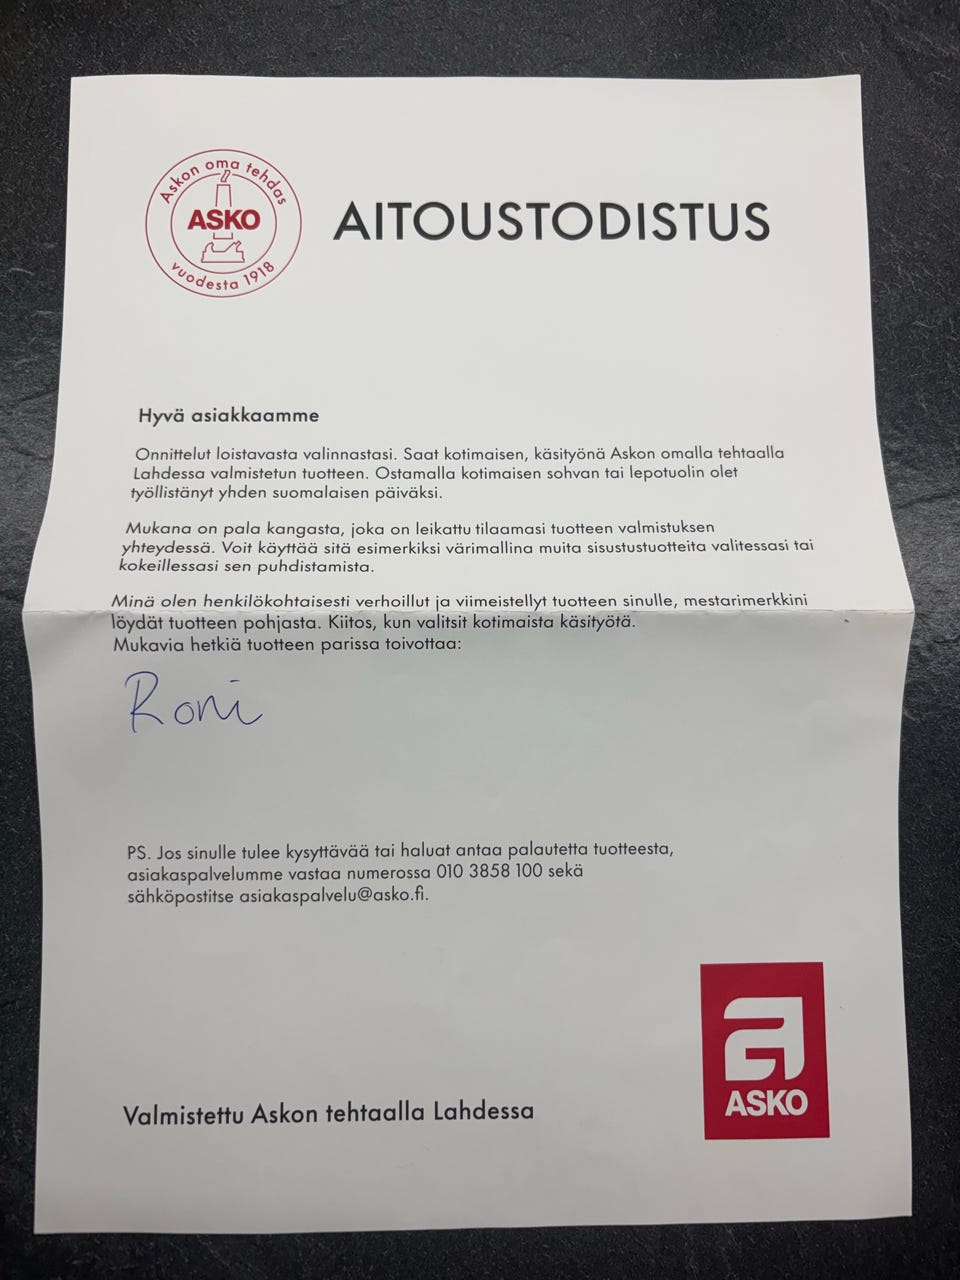 Askon oma tehdas
ASKO
vuodesta 1918
AITOUSTODISTUS
Hyvä asiakkaamme
Onnittelut loistavasta valinnastasi. Saat kotimaisen, käsityönä Askon omalla tehtaalla
Lahdessa valmistetun tuotteen. Ostamalla kotimaisen sohvan tai lepotuolin olet
työllistänyt yhden suomalaisen päiväksi.
Mukana on pala kangasta, joka on leikattu tilaamasi tuotteen valmistuksen
yhteydessä. Voit käyttää sitä esimerkiksi värimallina muita sisustustuotteita valitessasi tai
kokeillessasi sen puhdistamista.
Minä olen henkilökohtaisesti verhoillut ja viimeistellyt tuotteen sinulle, mestarimerkkini
löydät tuotteen pohjasta. Kiitos, kun valitsit kotimaista käsityötä.
Mukavia hetkiä tuotteen parissa toivottaa:
Roni
PS. Jos sinulle tulee kysyttävää tai haluat antaa palautetta tuotteesta,
asiakaspalvelumme vastaa numerossa 010 3858 100 sekä
sähköpostitse asiakaspalvelu@asko.fi.
Valmistettu Askon tehtaalla Lahdessa
a
ASKO